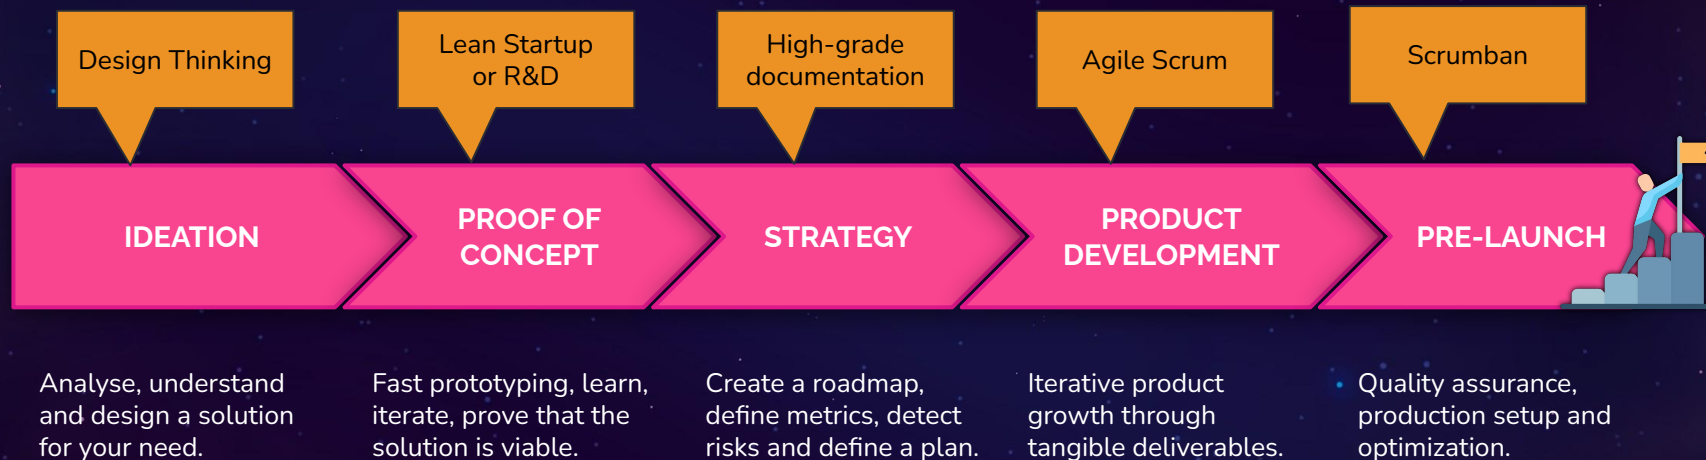 Design Thinking
Lean Startup
or R&D
High-grade
documentation
Agile Scrum
Scrumban
IDEATION
PROOF OF
CONCEPT
STRATEGY
PRODUCT
DEVELOPMENT
PRE-LAUNCH
Analyse, understand
and design a solution
for your need.
Fast prototyping, learn,
iterate, prove that the
solution is viable.
Create a roadmap,
define metrics, detect
risks and define a plan.
Iterative product
growth through
tangible deliverables.
Quality assurance,
production setup and
optimization.